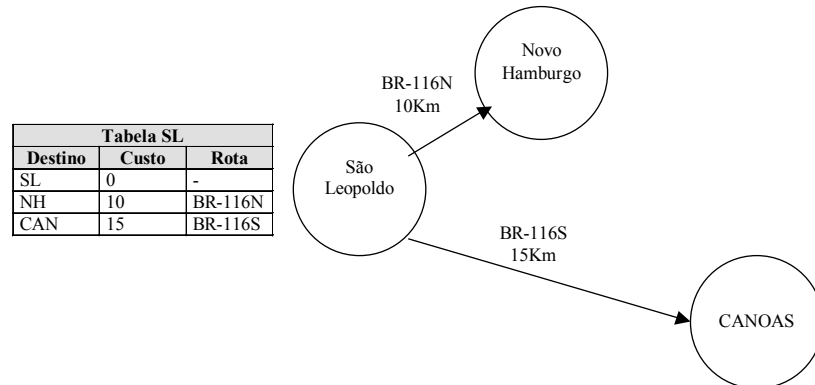 Tabela SL
Destino Custo Rota
SL 0 -
NH 10 BR-116N
CAN 15 BR-116S
Novo
Hamburgo
BR-116N
10Km
São
Leopoldo
BR-116S
15Km
CANOAS